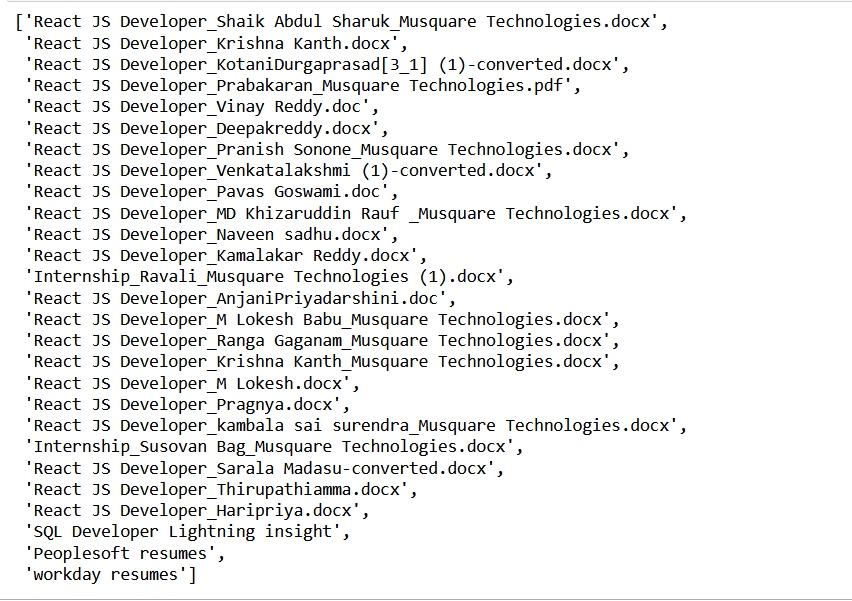 ['React JS Developer_Shaik Abdul Sharuk_Musquare Technologies.docx',
'React JS Developer_Krishna Kanth.docx',
'React JS Developer_KotaniDurgaprasad[3_1] (1)-converted.docx',
'React JS Developer_Prabakaran_Musquare Technologies.pdf',
'React JS Developer_Vinay Reddy.doc',
'React JS Developer_Deepakreddy.docx',
'React JS Developer_Pranish Sonone_Musquare Technologies.docx',
'React JS Developer_Venkatalakshmi (1)-converted.docx',
'React JS Developer_Pavas Goswami.doc',
'React JS Developer_MD Khizaruddin Rauf _Musquare Technologies.docx',
'React JS Developer_Naveen sadhu.docx',
'React JS Developer_Kamalakar Reddy.docx',
'Internship_Ravali_Musquare Technologies (1).docx',
'React JS Developer_AnjaniPriyadarshini.doc',
'React JS Developer_M Lokesh Babu_Musquare Technologies.docx',
'React JS Developer_Ranga Gaganam_Musquare Technologies.docx',
'React JS Developer_Krishna Kanth_Musquare Technologies.docx',
'React JS Developer_M Lokesh.docx',
'React JS Developer_Pragnya.docx',
'React JS Developer_kambala sai surendra_Musquare Technologies.docx',
'Internship_Susovan Bag_Musquare Technologies.docx',
'React JS Developer_Sarala Madasu-converted.docx',
'React JS Developer_Thirupathiamma.docx',
'React JS Developer_Haripriya.docx',
'SQL Developer Lightning insight',
'Peoplesoft resumes',
'workday resumes']